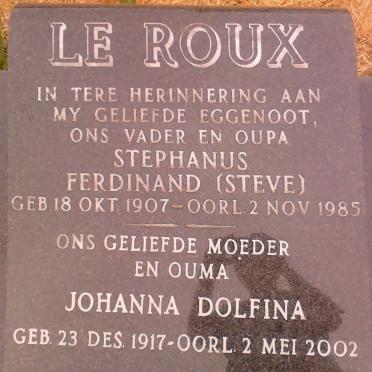 LE ROUX
IN TERE HERINNERING AAN
MY GELIEFDE EGGENOOT,
ONS VADER EN OUPA
STEPHANUS
FERDINAND (STEVE)
GEB. 18 OKT. 1907 - OORL. 2 NOV 1985
ONS GELIEFDE MOEDER
EN OUMA
JOHANNA DOLFINA
GEB. 23 DES. 1917 - OORL. 2 MEI 2002